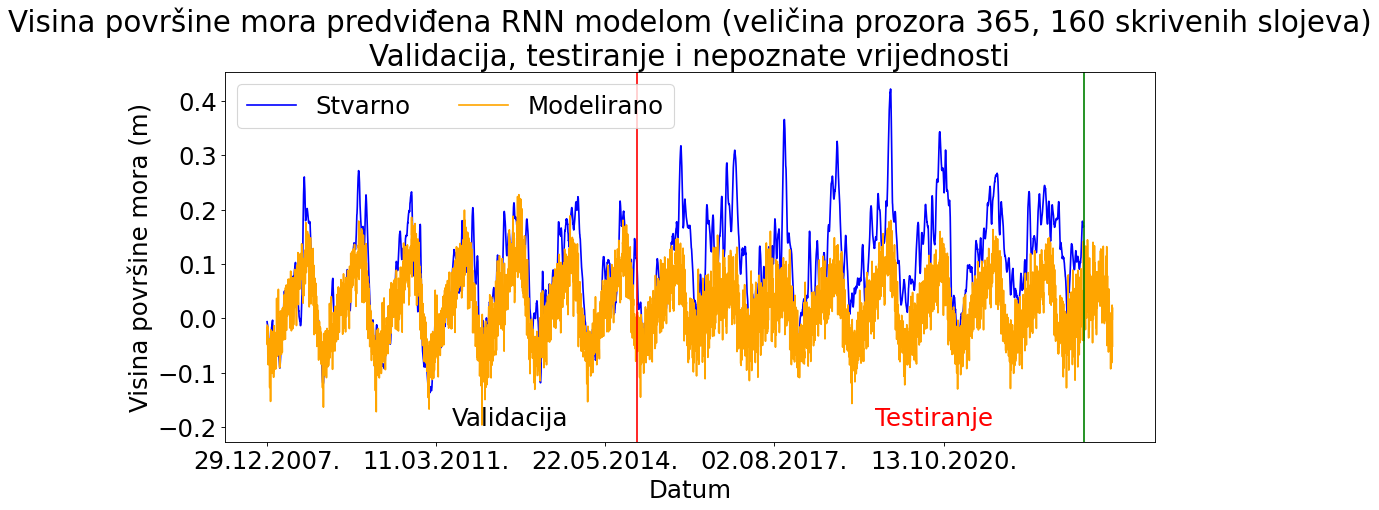 Visina površine mora predviđena RNN modelom (veličina prozora 365, 160 skrivenih slojeva)
Validacija, testiranje i nepoznate vrijednosti
Stvarno Modelirano
Visina površine mora (m)
0.4
0.3
0.2
0.1
0.0
−0.1
−0.2
Validacija Testiranje
29.12.2007. 11.03.2011. 22.05.2014. 02.08.2017. 13.10.2020.
Datum